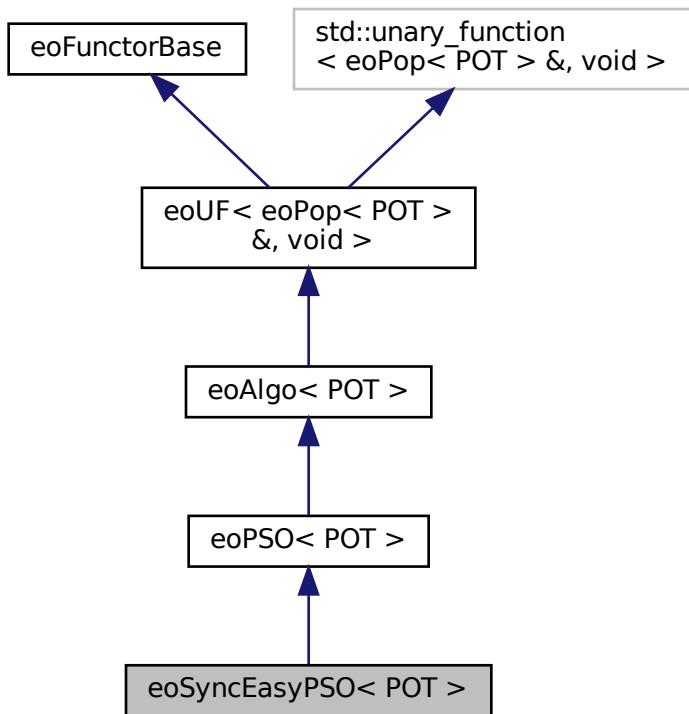 eoFunctorBase
std::unary_function
< eoPop< POT > &, void >
eoUF< eoPop< POT >
&, void >
eoAlgo< POT >
eoPSO< POT >
eoSyncEasyPSO< POT >